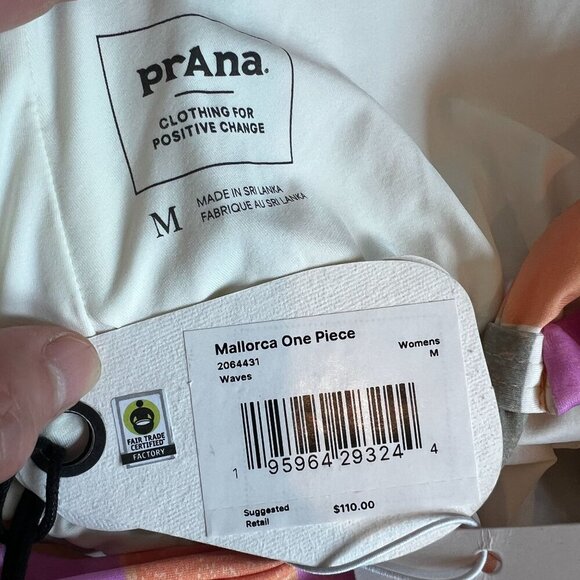 prAna.
CLOTHING FOR
POSITIVE CHANGE
M
MADE IN SRI LANKA
FABRIQUE AU SRI LANKA
Mallorca One Piece
2064431
Waves
Womens
M
1 95964 29324 4
Suggested
Retail
$110.00
FAIR TRADE
CERTIFIED
FACTORY